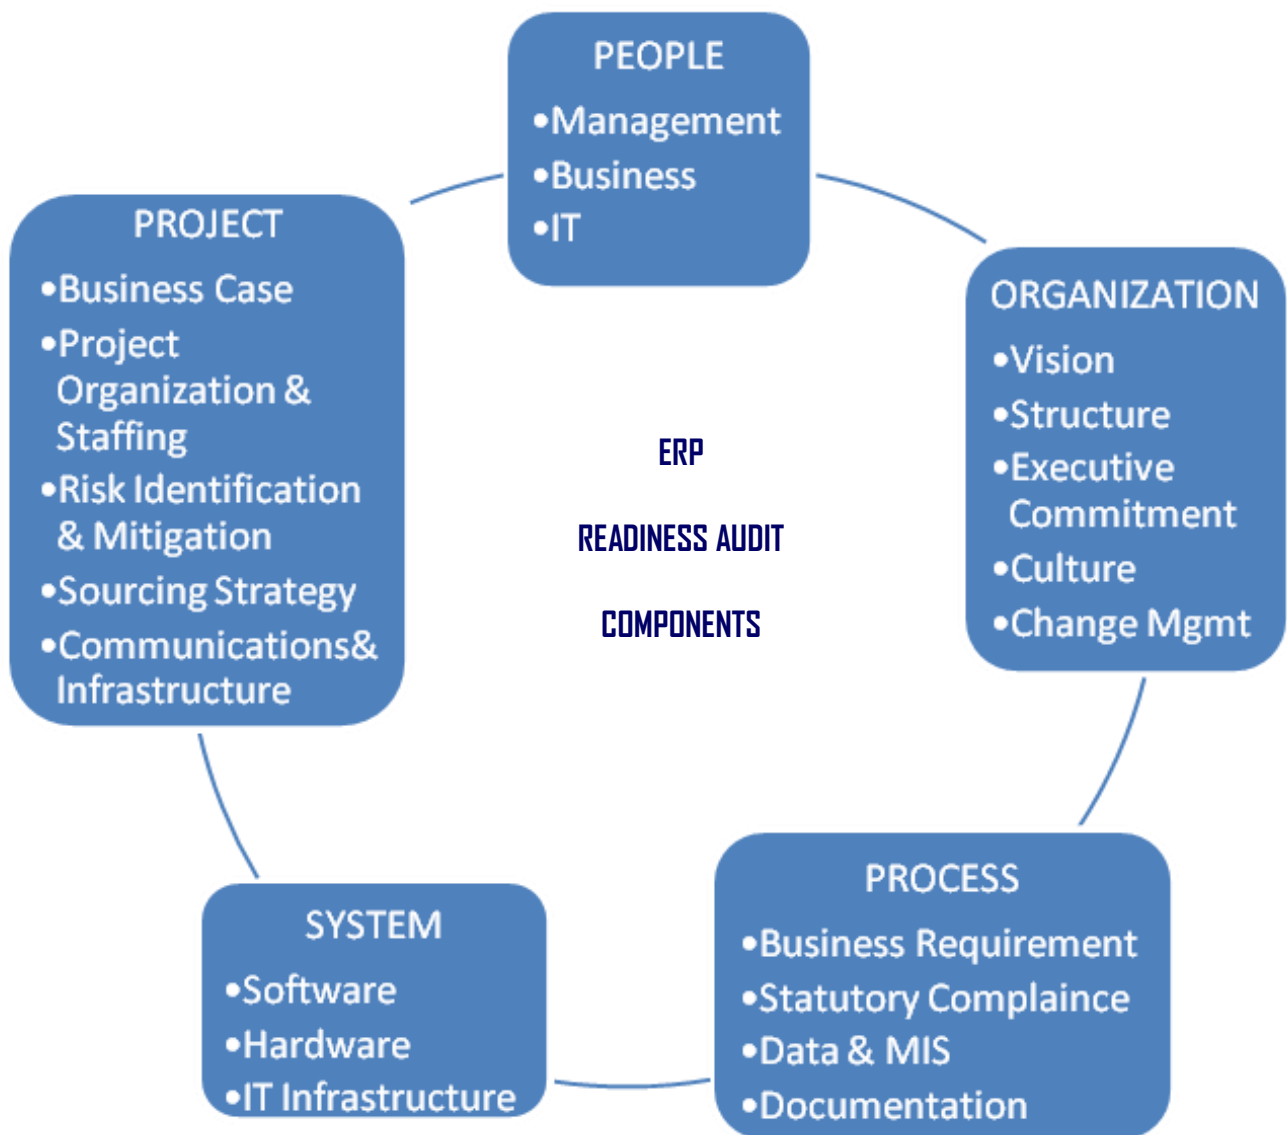 PEOPLE
•Management
•Business
•IT
ORGANIZATION
•Vision
•Structure
•Executive
Commitment
•Culture
•Change Mgmt
PROCESS
•Business Requirement
•Statutory Complaince
•Data & MIS
•Documentation
SYSTEM
•Software
•Hardware
•IT Infrastructure
PROJECT
•Business Case
•Project
Organization &
Staffing
•Risk Identification
& Mitigation
•Sourcing Strategy
•Communications&
Infrastructure
ERP
READINESS AUDIT
COMPONENTS